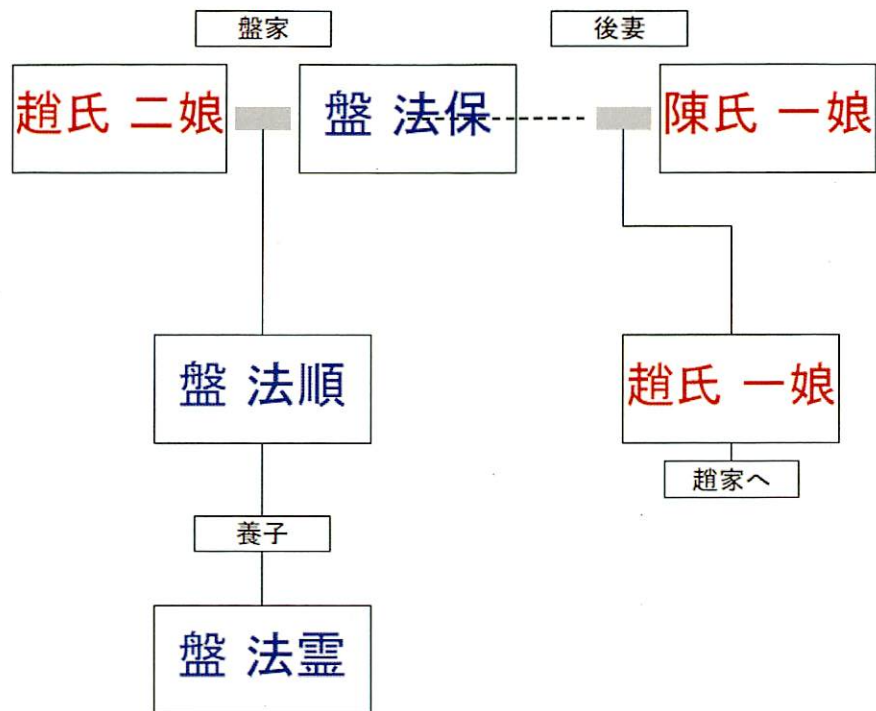 盤家
後妻
趙氏 二娘
盤 法保
陳氏 一娘
盤 法順
趙氏 一娘
趙家へ
養子
盤 法霊